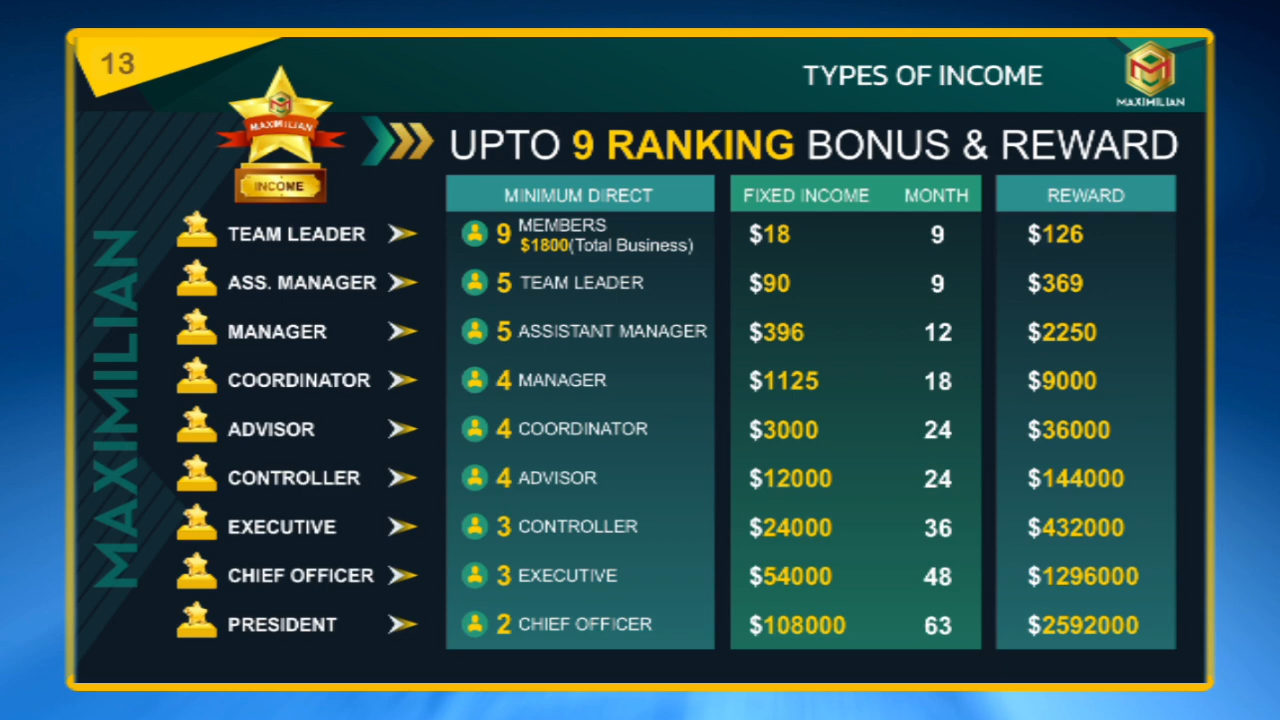 13
TYPES OF INCOME
MAXIMILIAN
MAXIMILIAN
INCOME
UPTO 9 RANKING BONUS & REWARD
MINIMUM DIRECT FIXED INCOME MONTH REWARD
TEAM LEADER 9 MEMBERS $1800(Total Business) $18 9 $126
ASS. MANAGER 5 TEAM LEADER $90 9 $369
MANAGER 5 ASSISTANT MANAGER $396 12 $2250
COORDINATOR 4 MANAGER $1125 18 $9000
ADVISOR 4 COORDINATOR $3000 24 $36000
CONTROLLER 4 ADVISOR $12000 24 $144000
EXECUTIVE 3 CONTROLLER $24000 36 $432000
CHIEF OFFICER 3 EXECUTIVE $54000 48 $1296000
PRESIDENT 2 CHIEF OFFICER $108000 63 $2592000
MAXIMILIAN